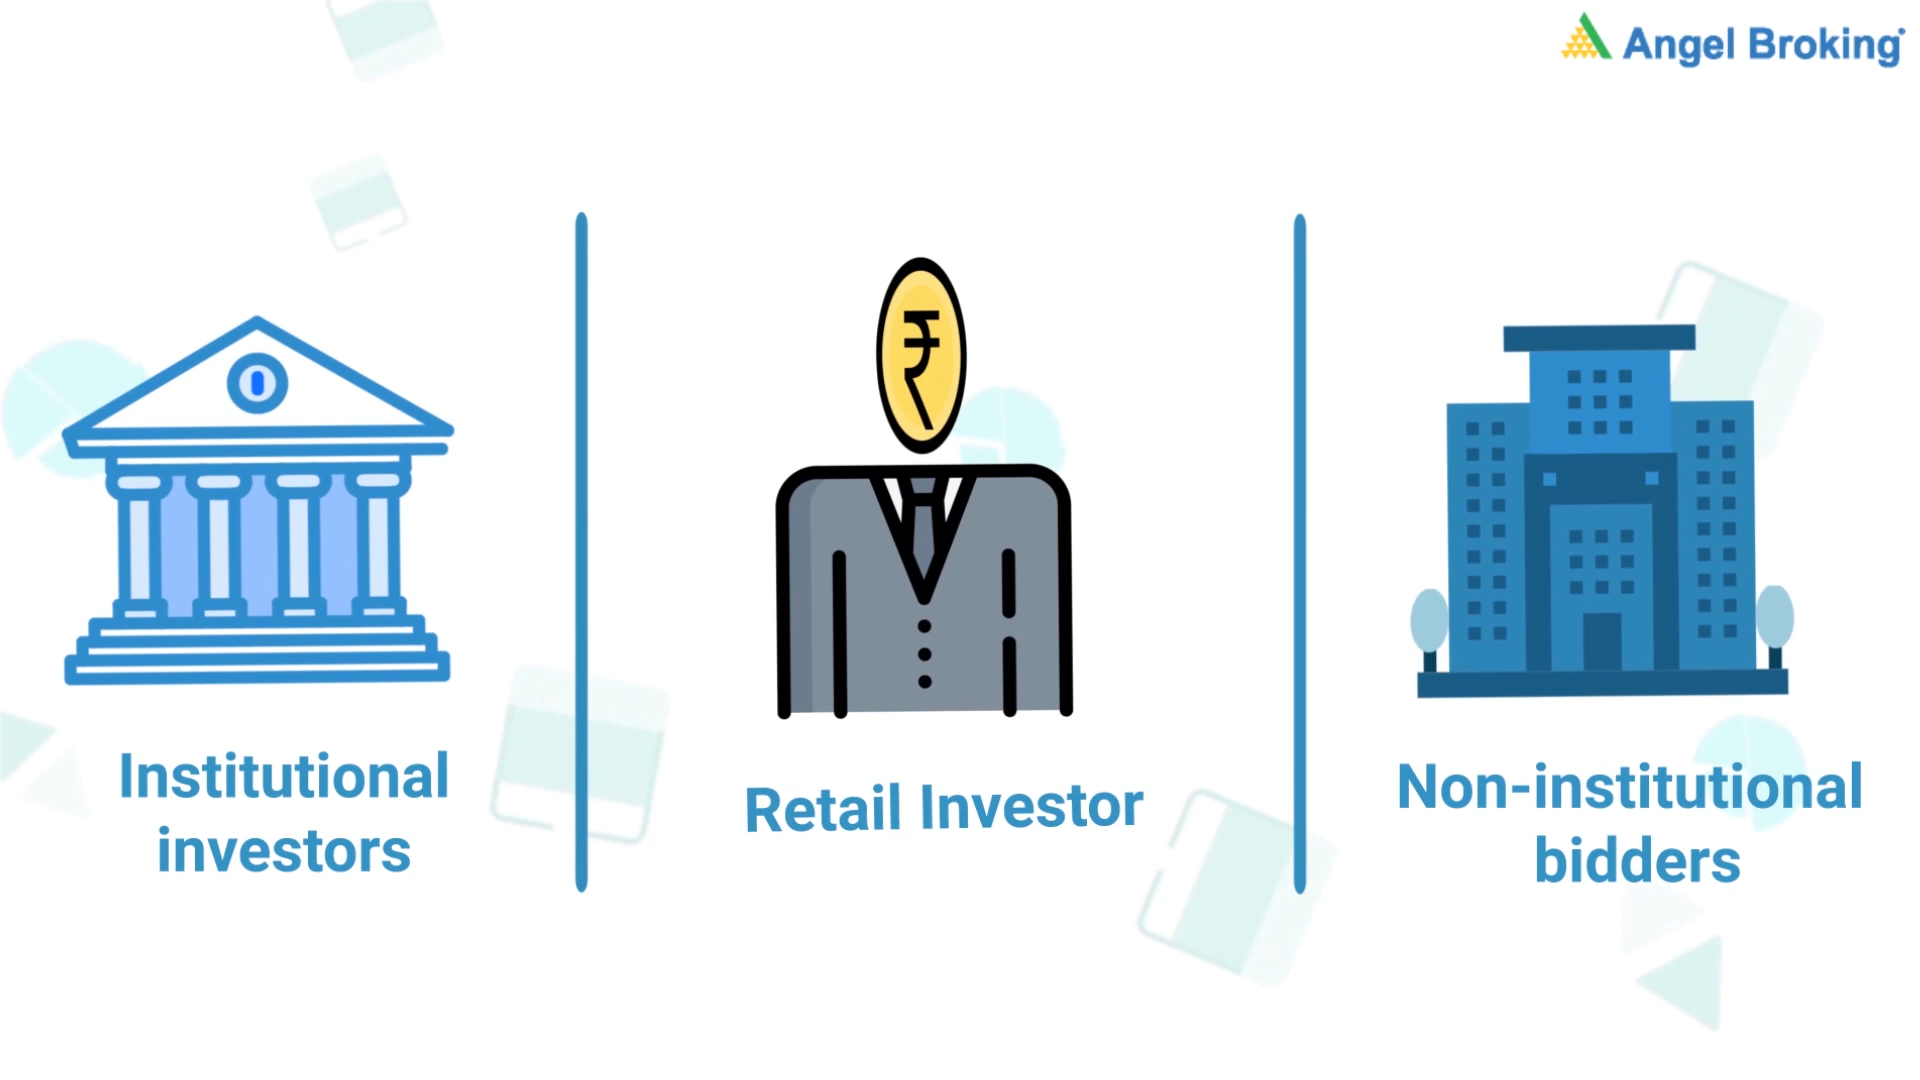 Angel Broking
₹
Institutional
investors
Retail Investor
Non-institutional
bidders